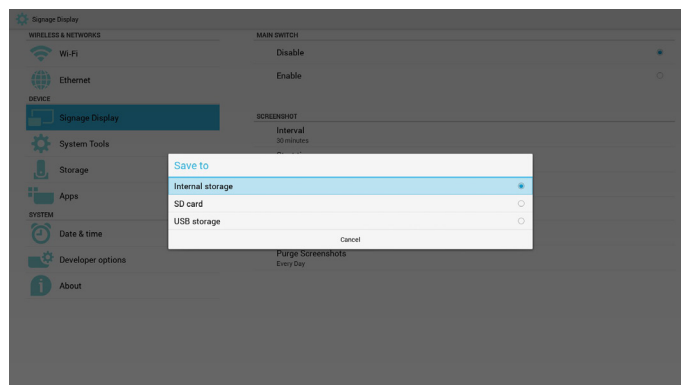 Signage Display
WIRELESS & NETWORKS
Wi-Fi
Ethernet
DEVICE
Signage Display
System Tools
Storage
Apps
SYSTEM
Date & time
Developer options
About
MAIN SWITCH
Disable
Enable
SCREENSHOT
Interval
30 minutes
Save to
Internal storage
SD card
USB storage
Cancel
Purge Screenshots
Every Day